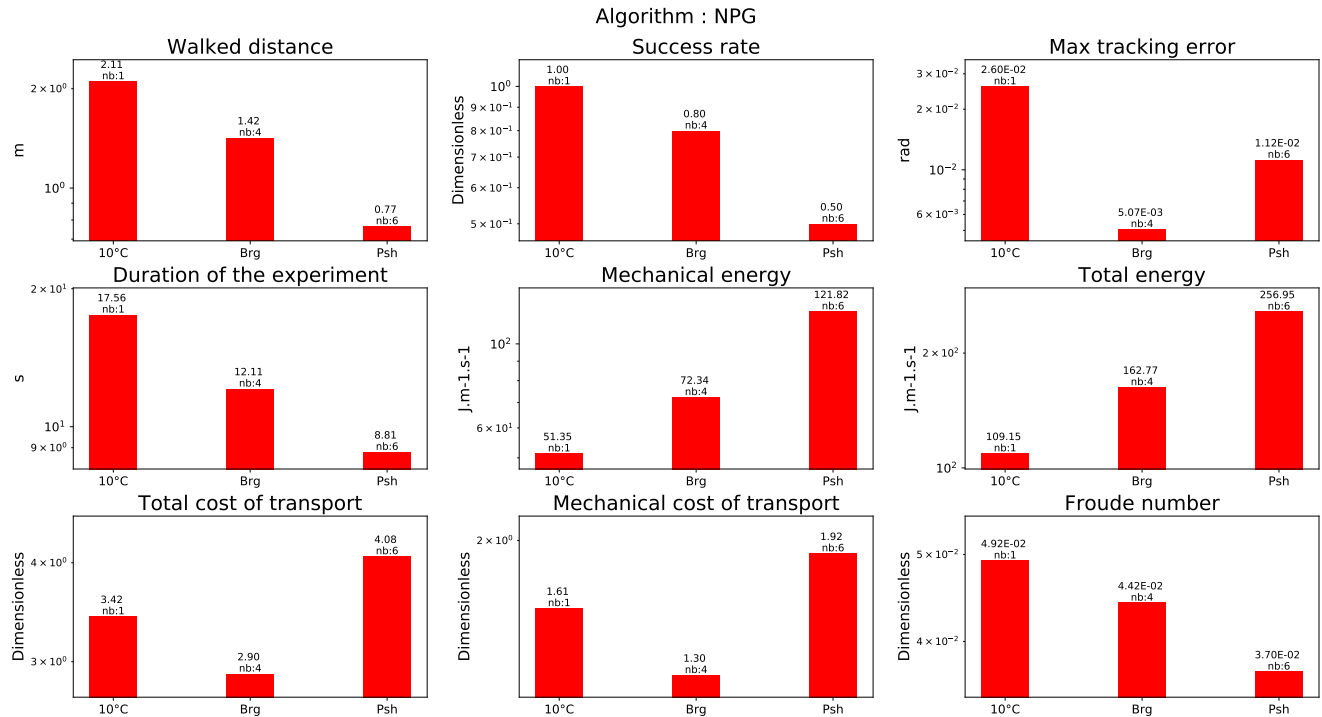 Algorithm : NPG
Walked distance
m
2 × 10⁰
10⁰
2.11
nb:1
1.42
nb:4
0.77
nb:6
10°C
Brg
Psh
Success rate
Dimensionless
10⁰
9 × 10⁻¹
8 × 10⁻¹
7 × 10⁻¹
6 × 10⁻¹
5 × 10⁻¹
1.00
nb:1
0.80
nb:4
0.50
nb:6
10°C
Brg
Psh
Max tracking error
rad
3 × 10⁻²
2 × 10⁻²
10⁻²
6 × 10⁻³
2.60E-02
nb:1
5.07E-03
nb:4
1.12E-02
nb:6
10°C
Brg
Psh
Duration of the experiment
s
2 × 10¹
10¹
9 × 10⁰
17.56
nb:1
12.11
nb:4
8.81
nb:6
10°C
Brg
Psh
Mechanical energy
J.m-1.s-1
10²
6 × 10¹
51.35
nb:1
72.34
nb:4
121.82
nb:6
10°C
Brg
Psh
Total energy
J.m-1.s-1
2 × 10²
10²
109.15
nb:1
162.77
nb:4
256.95
nb:6
10°C
Brg
Psh
Total cost of transport
Dimensionless
4 × 10⁰
3 × 10⁰
3.42
nb:1
2.90
nb:4
4.08
nb:6
10°C
Brg
Psh
Mechanical cost of transport
Dimensionless
2 × 10⁰
1.61
nb:1
1.30
nb:4
1.92
nb:6
10°C
Brg
Psh
Froude number
Dimensionless
5 × 10⁻²
4 × 10⁻²
4.92E-02
nb:1
4.42E-02
nb:4
3.70E-02
nb:6
10°C
Brg
Psh